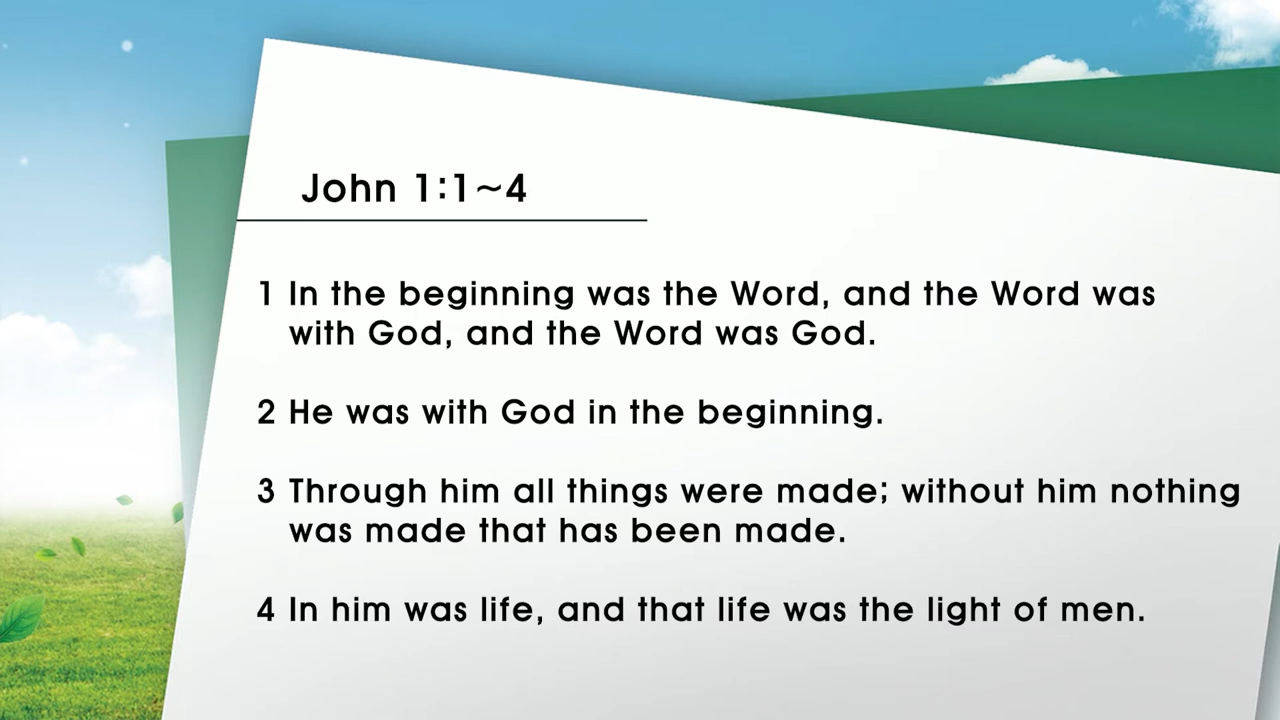 John 1:1~4
1 In the beginning was the Word, and the Word was
with God, and the Word was God.
2 He was with God in the beginning.
3 Through him all things were made; without him nothing
was made that has been made.
4 In him was life, and that life was the light of men.